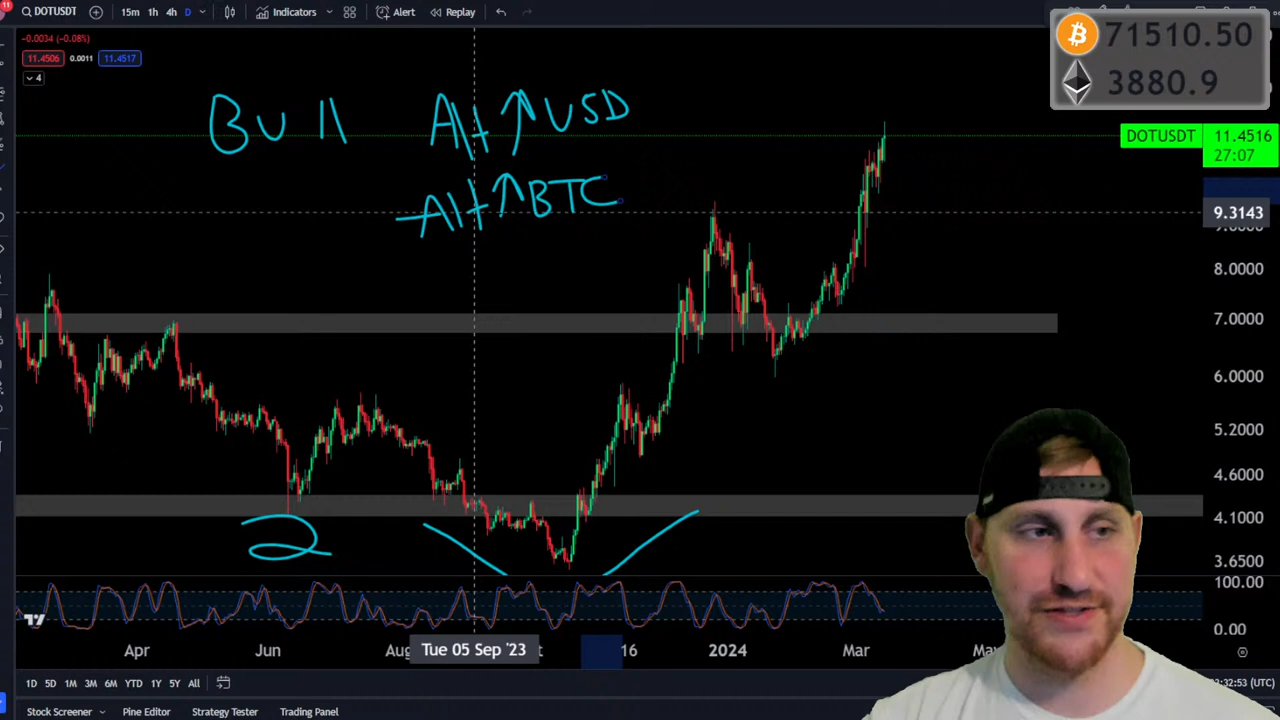 11
DOTUSDT 15m 1h 4h D Indicators Alert Replay
-0.0034 (-0.08%)
11.4506 0.0011 11.4517
4
71510.50
3880.9
Bull Alt ↑ USD
Alt ↑ BTC
DOTUSDT 11.4516
27:07
9.3143
8.0000
7.0000
6.0000
5.2000
4.6000
4.1000
3.6500
2
100.00
0.00
Apr Jun Tue 05 Sep '23 16 2024 Mar
1D 5D 1M 3M 6M YTD 1Y 5Y All
Stock Screener Pine Editor Strategy Tester Trading Panel